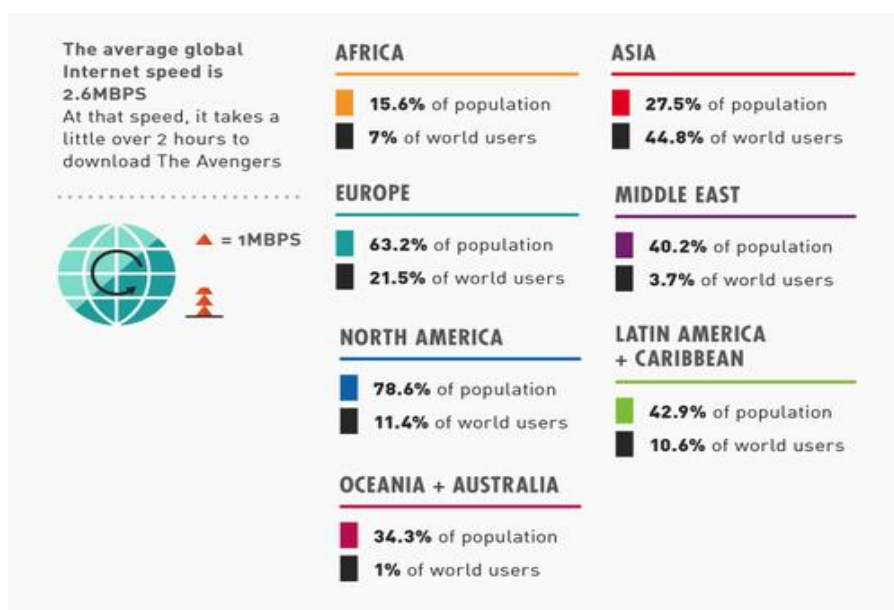 The average global
Internet speed is
2.6MBPS
At that speed, it takes a
little over 2 hours to
download The Avengers
= 1MBPS
AFRICA
15.6% of population
7% of world users
ASIA
27.5% of population
44.8% of world users
EUROPE
63.2% of population
21.5% of world users
MIDDLE EAST
40.2% of population
3.7% of world users
NORTH AMERICA
78.6% of population
11.4% of world users
LATIN AMERICA
+ CARIBBEAN
42.9% of population
10.6% of world users
OCEANIA + AUSTRALIA
34.3% of population
1% of world users